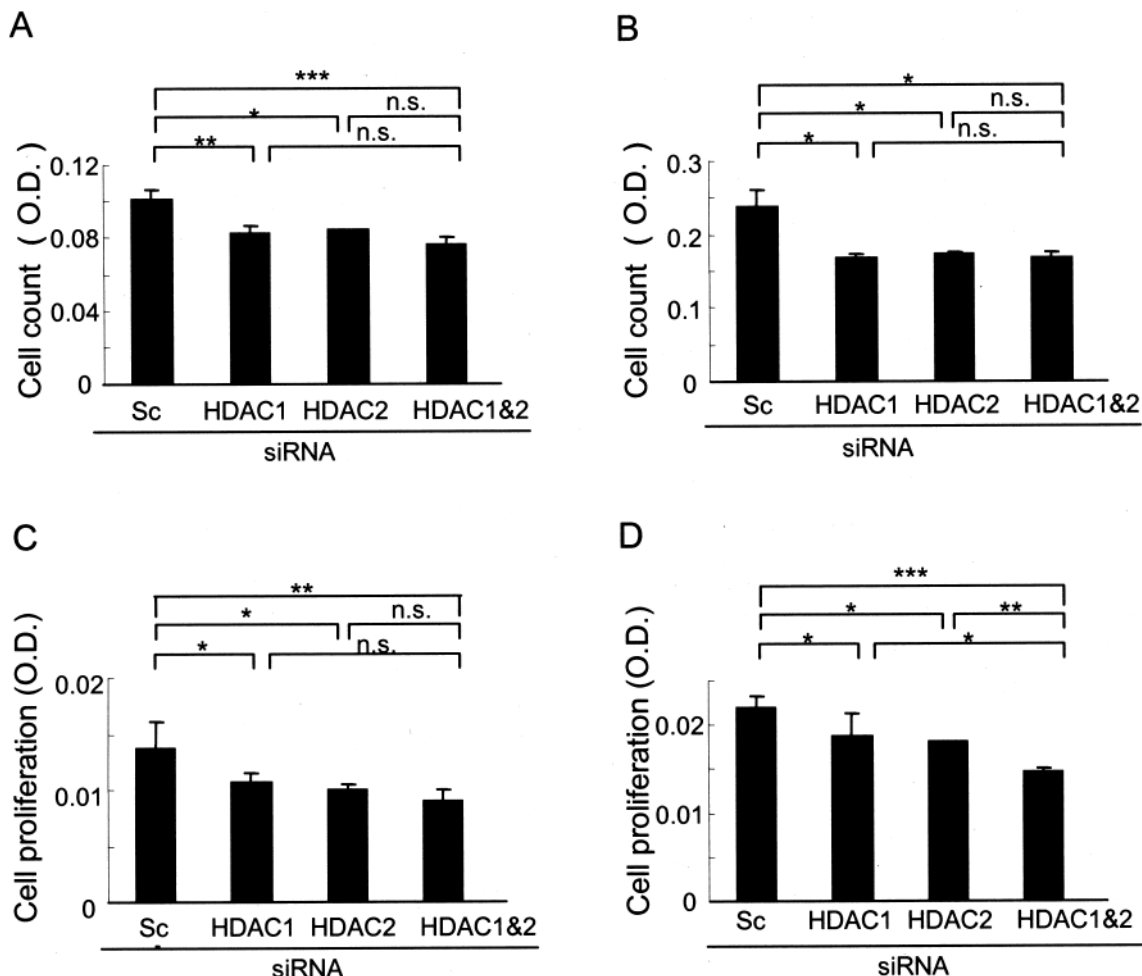 A
***
*
n.s.
**
n.s.
Cell count ( O.D. )
0.12
0.08
0.04
0
Sc HDAC1 HDAC2 HDAC1&2
siRNA
B
*
*
n.s.
*
n.s.
Cell count ( O.D. )
0.3
0.2
0.1
0
Sc HDAC1 HDAC2 HDAC1&2
siRNA
C
**
*
n.s.
*
n.s.
Cell proliferation (O.D.)
0.02
0.01
0
Sc HDAC1 HDAC2 HDAC1&2
siRNA
D
***
*
**
*
*
Cell proliferation (O.D.)
0.02
0.01
0
Sc HDAC1 HDAC2 HDAC1&2
siRNA